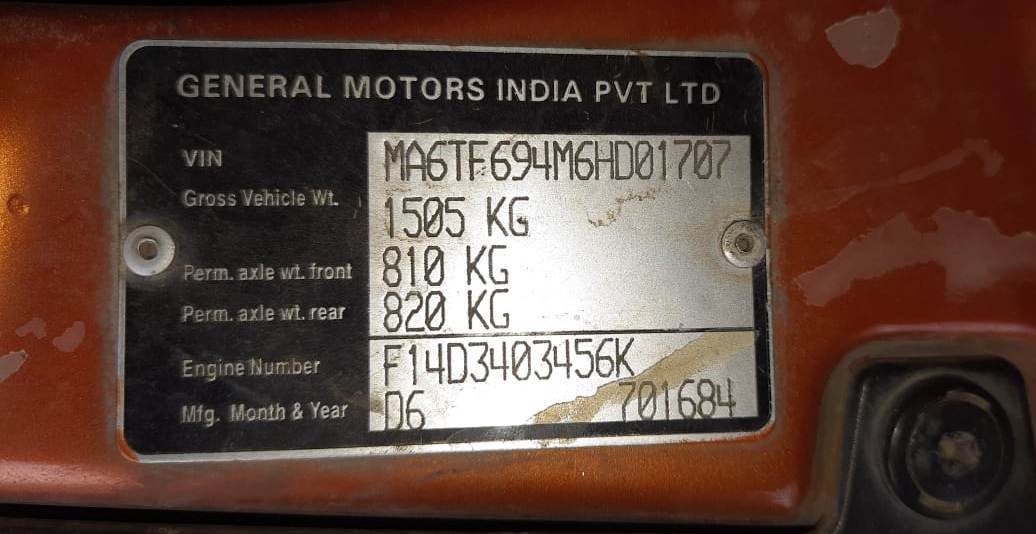 GENERAL MOTORS INDIA PVT LTD
VIN MA6TF694M6HD01707
Gross Vehicle Wt. 1505 KG
Perm. axle wt. front 810 KG
Perm. axle wt. rear 820 KG
Engine Number F14D3403456K
Mfg. Month & Year D6 701684